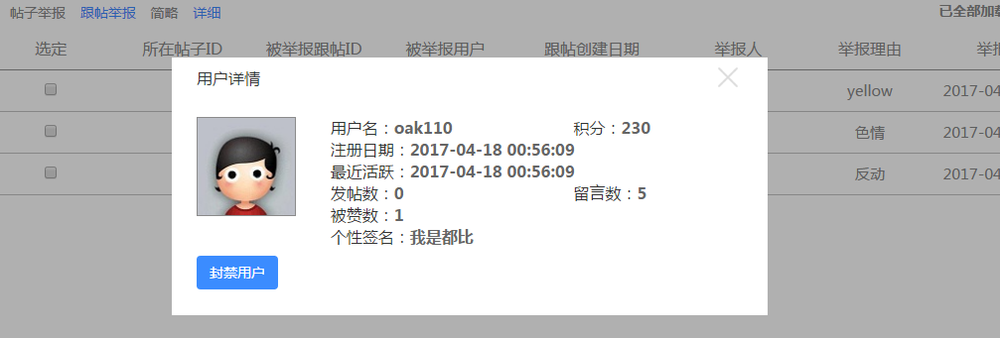 帖子举报 跟帖举报 简略 详细 已全部加载
选定 所在帖子ID 被举报跟帖ID 被举报用户 跟帖创建日期 举报人 举报理由 举报
用户详情
yellow 2017-04
色情 2017-04
反动 2017-04
用户名：oak110 积分：230
注册日期：2017-04-18 00:56:09
最近活跃：2017-04-18 00:56:09
发帖数：0 留言数：5
被赞数：1
个性签名：我是都比
封禁用户